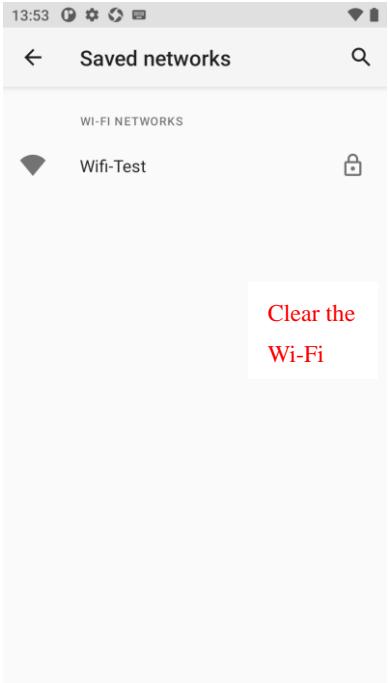 13:53
Saved networks
WI-FI NETWORKS
Wifi-Test
Clear the
Wi-Fi